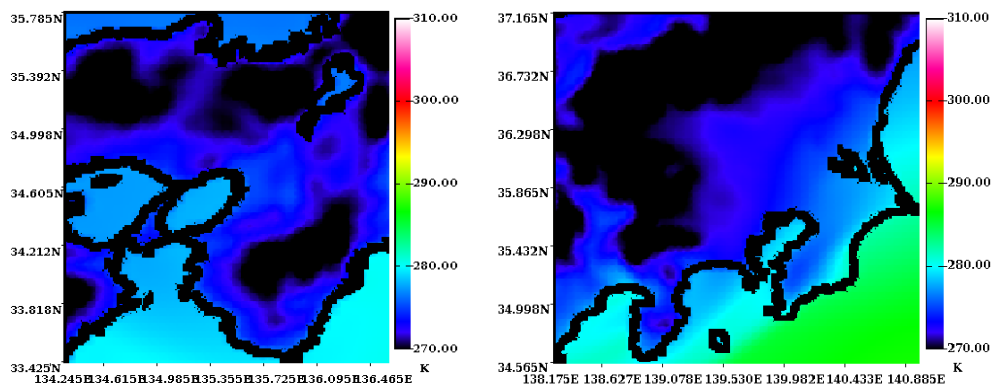 35.785N
35.392N
34.998N
34.605N
34.212N
33.818N
33.425N
134.245E 134.615E 134.985E 135.355E 135.725E 136.095E 136.465E
310.00
300.00
290.00
280.00
270.00
K
37.165N
36.732N
36.298N
35.865N
35.432N
34.998N
34.565N
138.175E 138.627E 139.078E 139.530E 139.982E 140.433E 140.885E
310.00
300.00
290.00
280.00
270.00
K